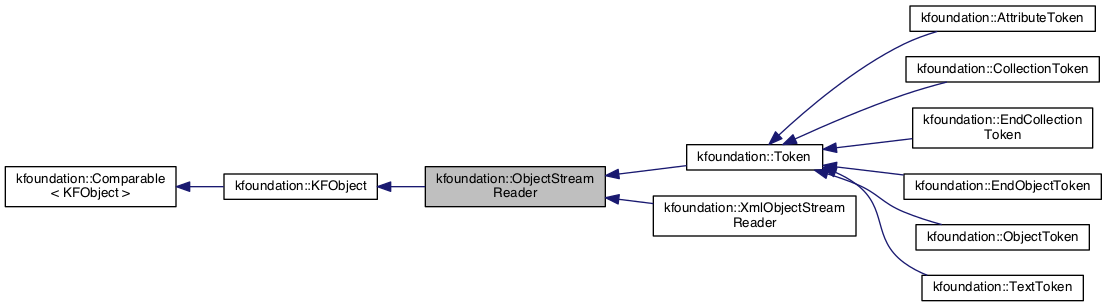 kfoundation::AttributeToken
kfoundation::CollectionToken
kfoundation::EndCollection
Token
kfoundation::Token
kfoundation::Comparable
< KFObject >
kfoundation::KFObject
kfoundation::ObjectStream
Reader
kfoundation::EndObjectToken
kfoundation::XmlObjectStream
Reader
kfoundation::ObjectToken
kfoundation::TextToken